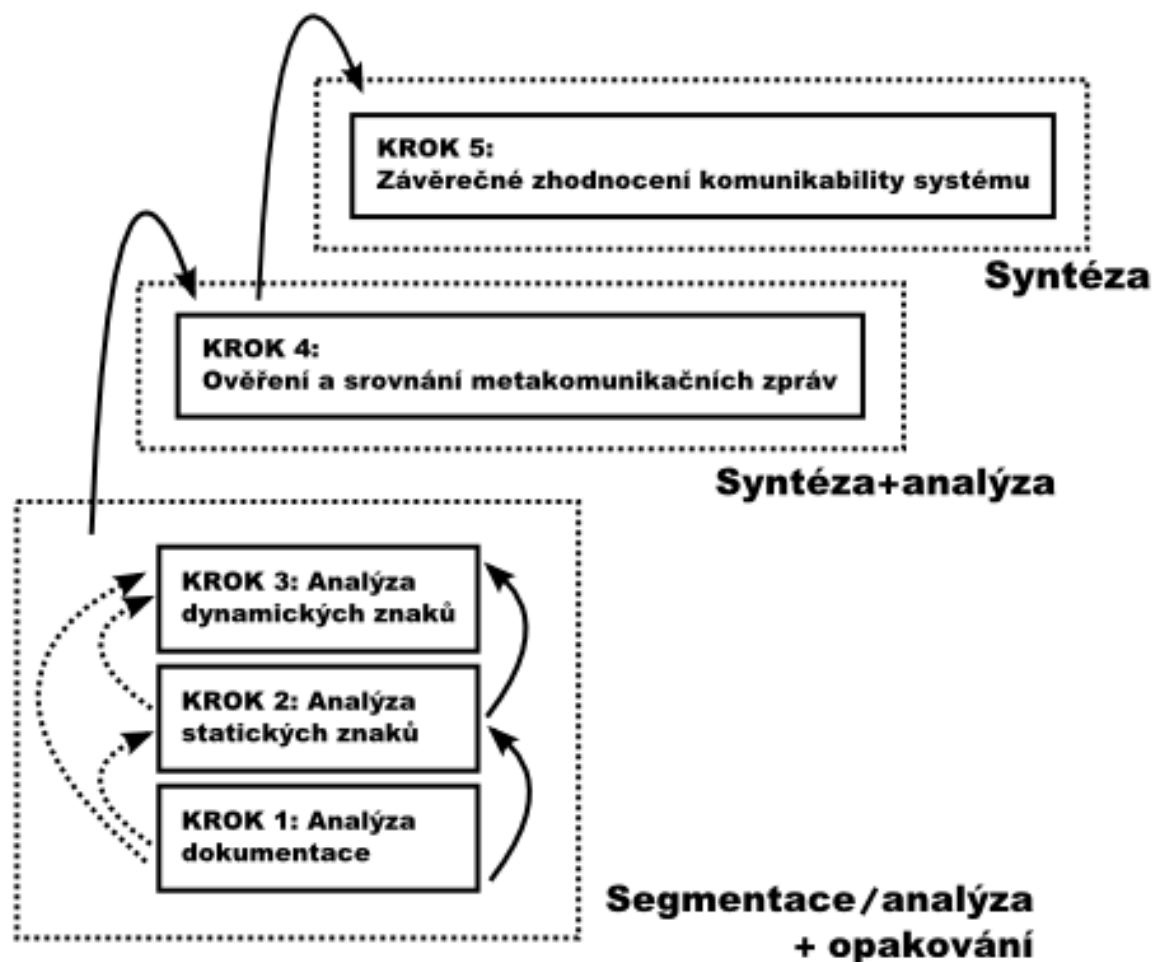 KROK 5:
Závěrečné zhodnocení komunikability systému
Syntéza
KROK 4:
Ověření a srovnání metakomunikačních zpráv
Syntéza+analýza
KROK 3: Analýza
dynamických znaků
KROK 2: Analýza
statických znaků
KROK 1: Analýza
dokumentace
Segmentace/analýza
+ opakování